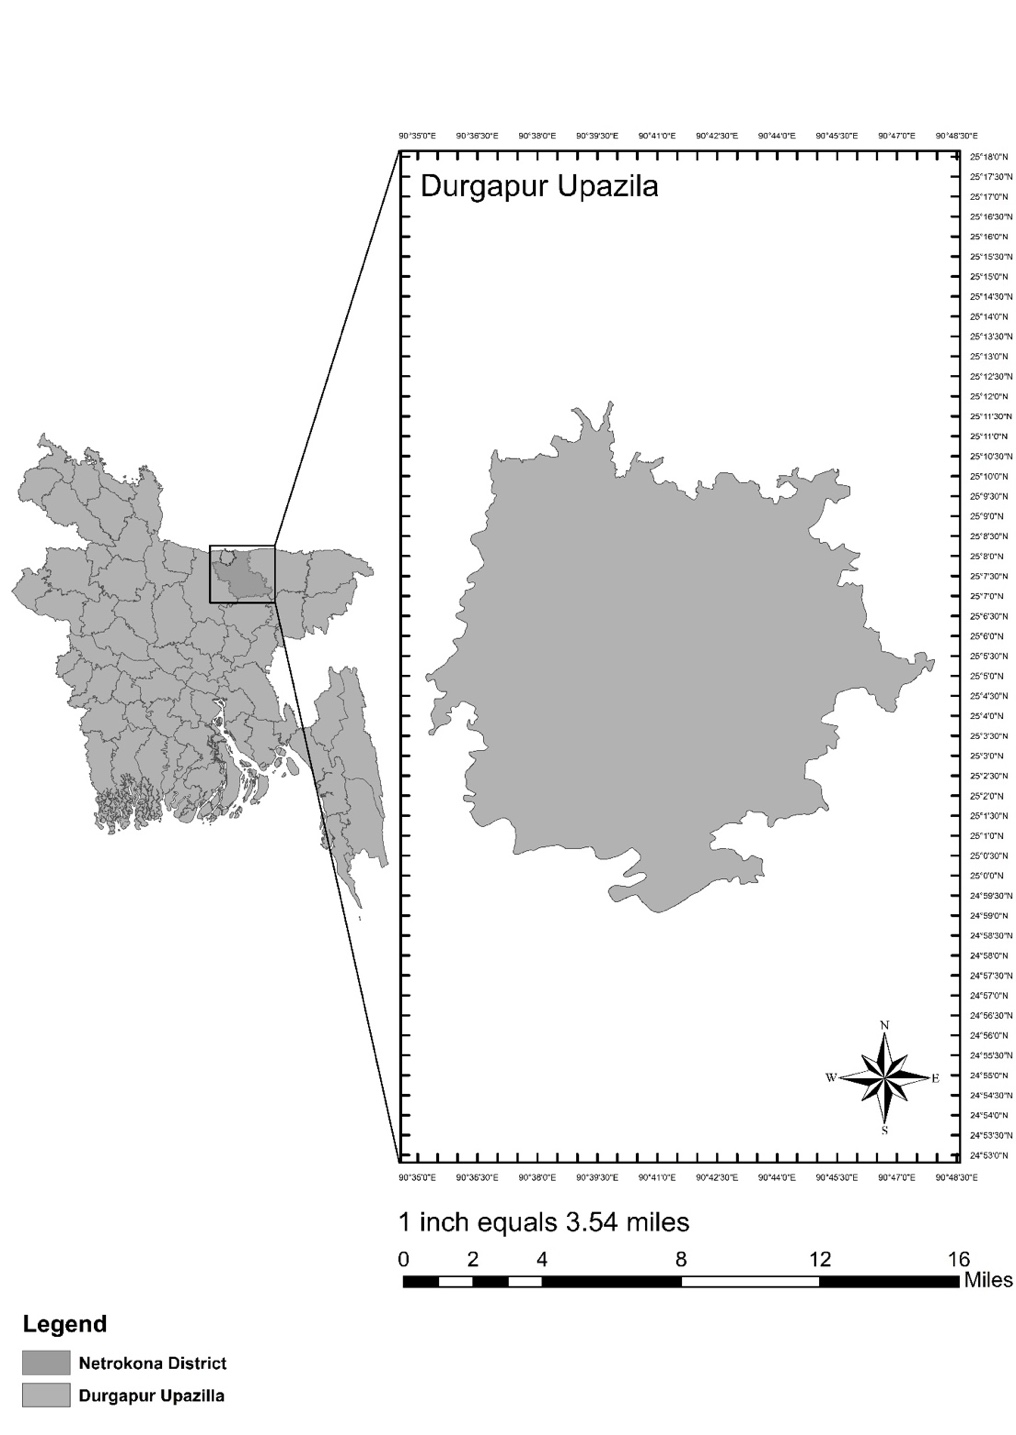 90°35'0"E 90°36'30"E 90°38'0"E 90°39'30"E 90°41'0"E 90°42'30"E 90°44'0"E 90°45'30"E 90°47'0"E 90°48'30"E
Durgapur Upazila
25°18'0"N
25°17'30"N
25°17'0"N
25°16'30"N
25°16'0"N
25°15'30"N
25°15'0"N
25°14'30"N
25°14'0"N
25°13'30"N
25°13'0"N
25°12'30"N
25°12'0"N
25°11'30"N
25°11'0"N
25°10'30"N
25°10'0"N
25°9'30"N
25°9'0"N
25°8'30"N
25°8'0"N
25°7'30"N
25°7'0"N
25°6'30"N
25°6'0"N
25°5'30"N
25°5'0"N
25°4'30"N
25°4'0"N
25°3'30"N
25°3'0"N
25°2'30"N
25°2'0"N
25°1'30"N
25°1'0"N
25°0'30"N
25°0'0"N
24°59'30"N
24°59'0"N
24°58'30"N
24°58'0"N
24°57'30"N
24°57'0"N
24°56'30"N
24°56'0"N
24°55'30"N
24°55'0"N
24°54'30"N
24°54'0"N
24°53'30"N
24°53'0"N
N
W E
S
90°35'0"E 90°36'30"E 90°38'0"E 90°39'30"E 90°41'0"E 90°42'30"E 90°44'0"E 90°45'30"E 90°47'0"E 90°48'30"E
1 inch equals 3.54 miles
0 2 4 8 12 16
Miles
Legend
Netrokona District
Durgapur Upazilla